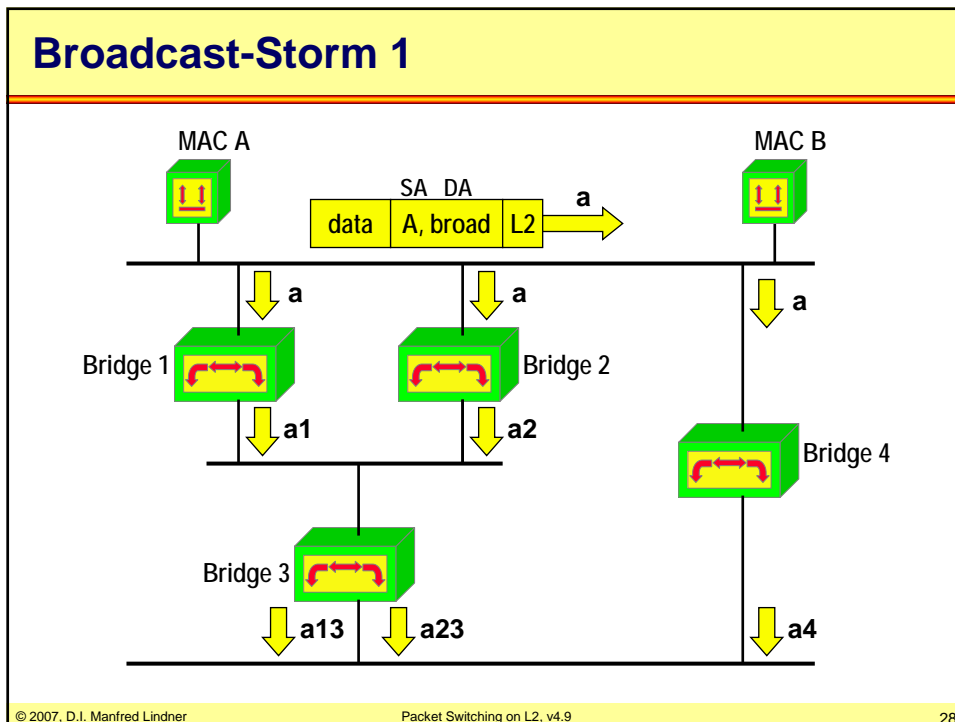 Broadcast-Storm 1
MAC A
MAC B
SA DA
a
data
A, broad
L2
a
a
a
Bridge 1
Bridge 2
a1
a2
Bridge 4
Bridge 3
a13
a23
a4
© 2007, D.I. Manfred Lindner
Packet Switching on L2, v4.9
28